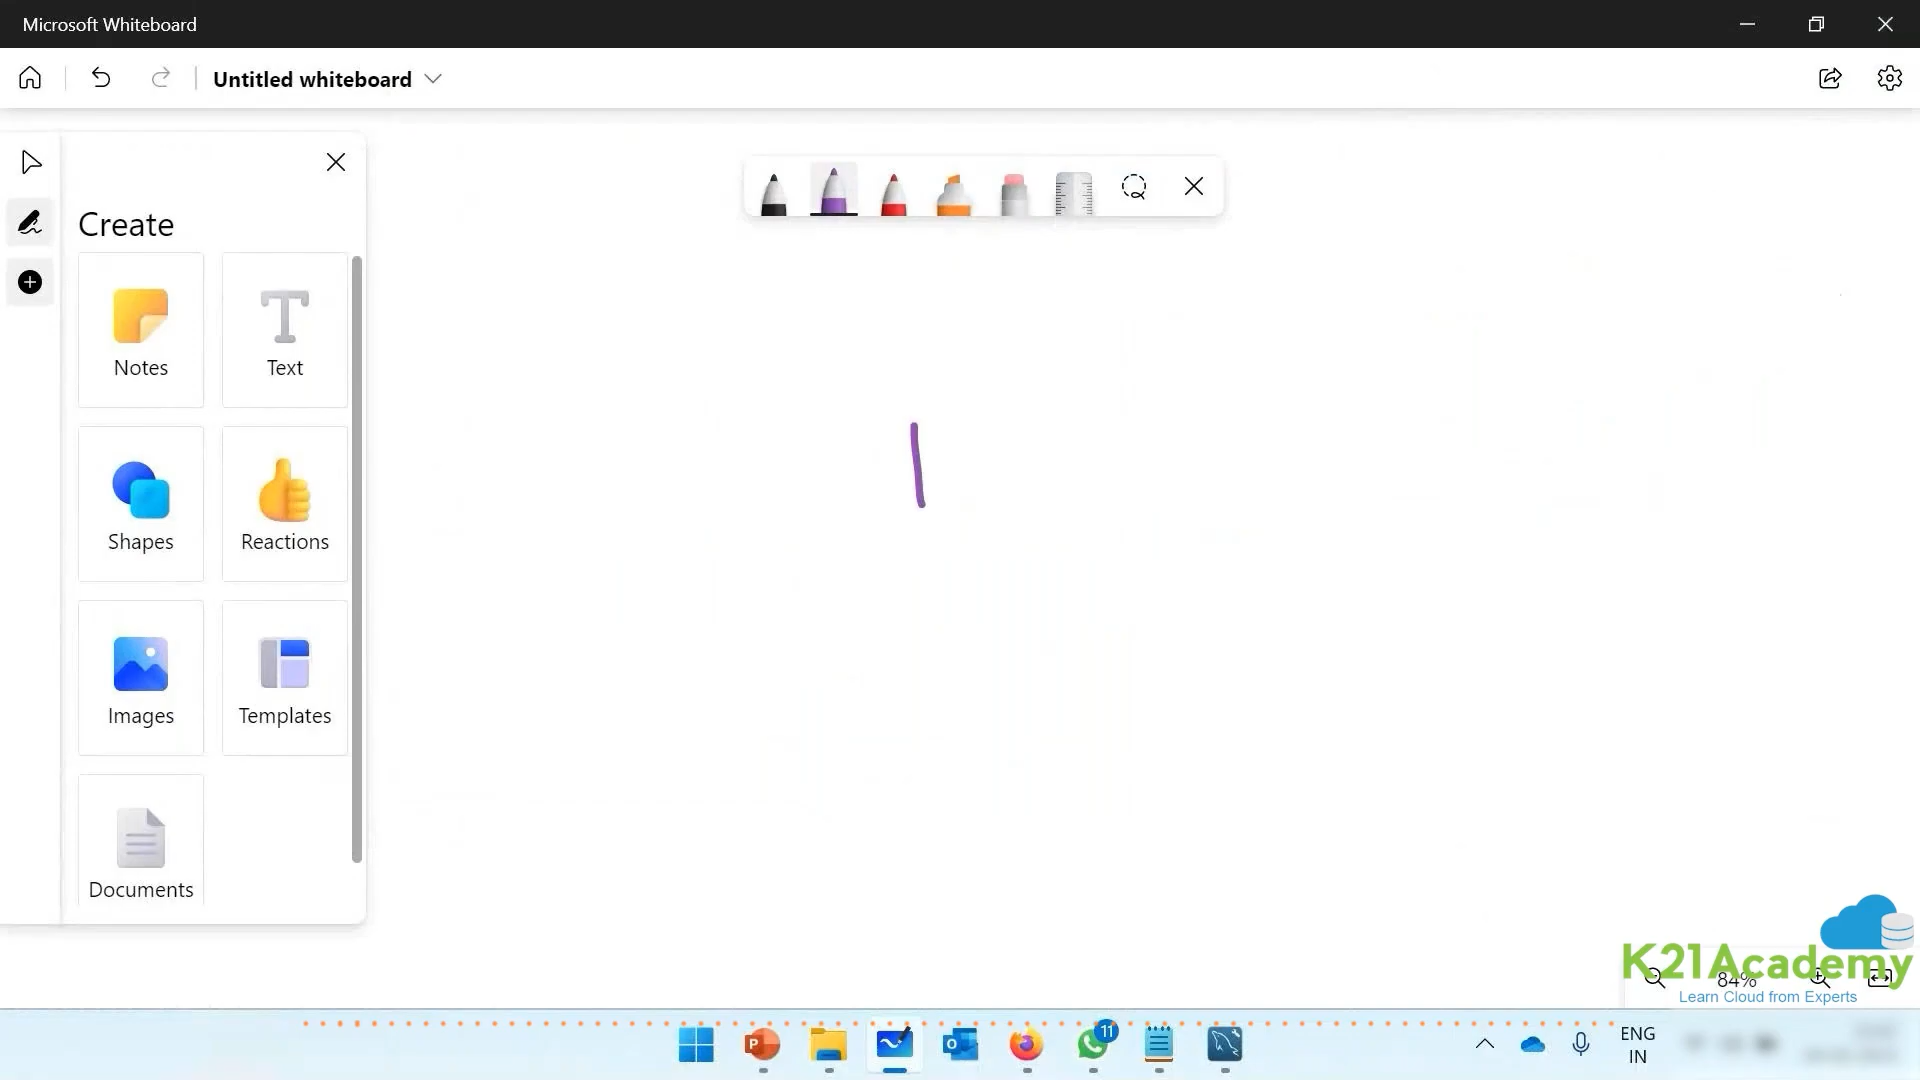 Microsoft Whiteboard
Untitled whiteboard
Create
Notes
Text
Shapes
Reactions
Images
Templates
Documents
K21Academy
84%
Learn Cloud from Experts
11
ENG
IN